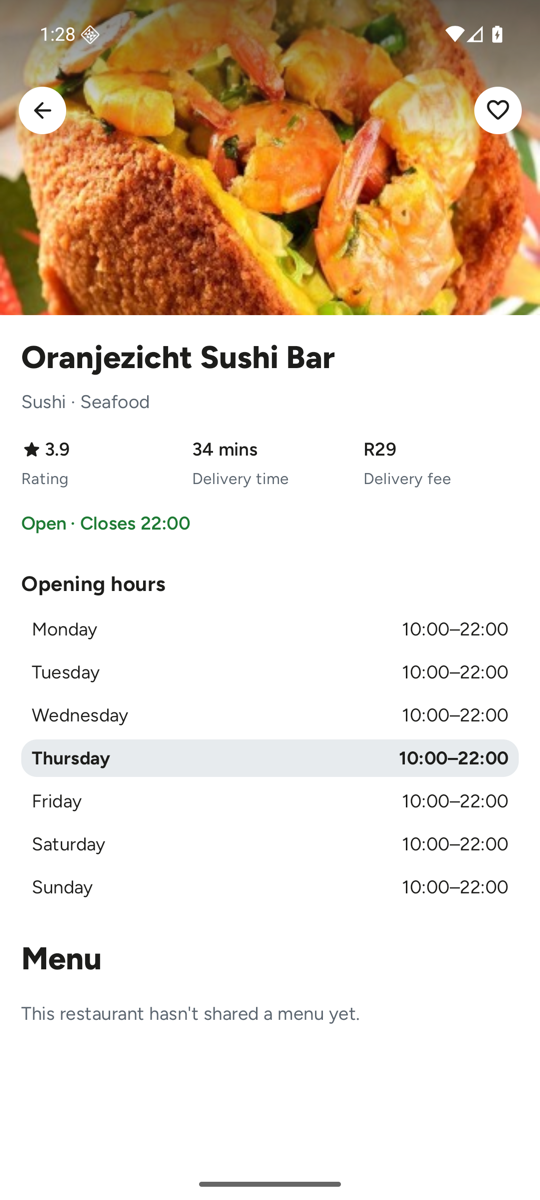 1:28
Oranjezicht Sushi Bar
Sushi · Seafood
★ 3.9
34 mins
R29
Rating
Delivery time
Delivery fee
Open · Closes 22:00
Opening hours
Monday 10:00–22:00
Tuesday 10:00–22:00
Wednesday 10:00–22:00
Thursday 10:00–22:00
Friday 10:00–22:00
Saturday 10:00–22:00
Sunday 10:00–22:00
Menu
This restaurant hasn't shared a menu yet.